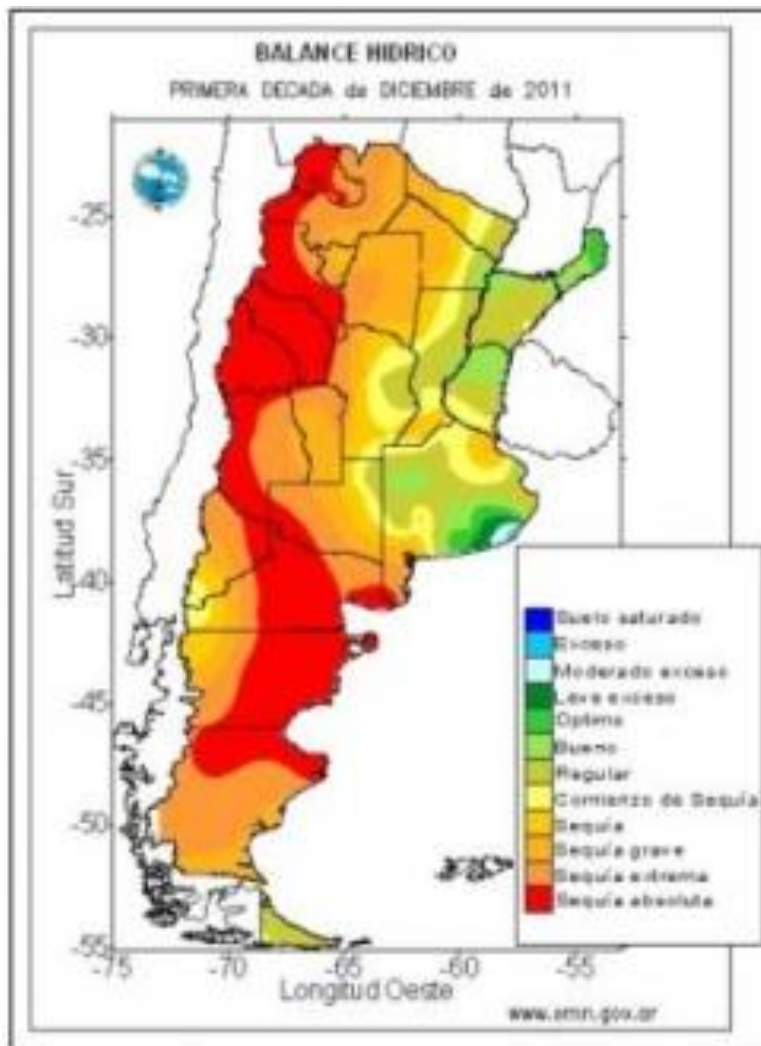 BALANCE HIDRICO
PRIMERA DECADA de DICIEMBRE de 2011
-25
-30
-35
-40
-45
-50
-55
Latitud Sur
-75
-70
-65
-60
-55
Longitud Oeste
Suelo saturado
Exceso
Moderado exceso
Leve exceso
Optimo
Bueno
Regular
Comienzo de Sequía
Sequía
Sequía grave
Sequía extrema
Sequía absoluta
www.smn.gov.ar